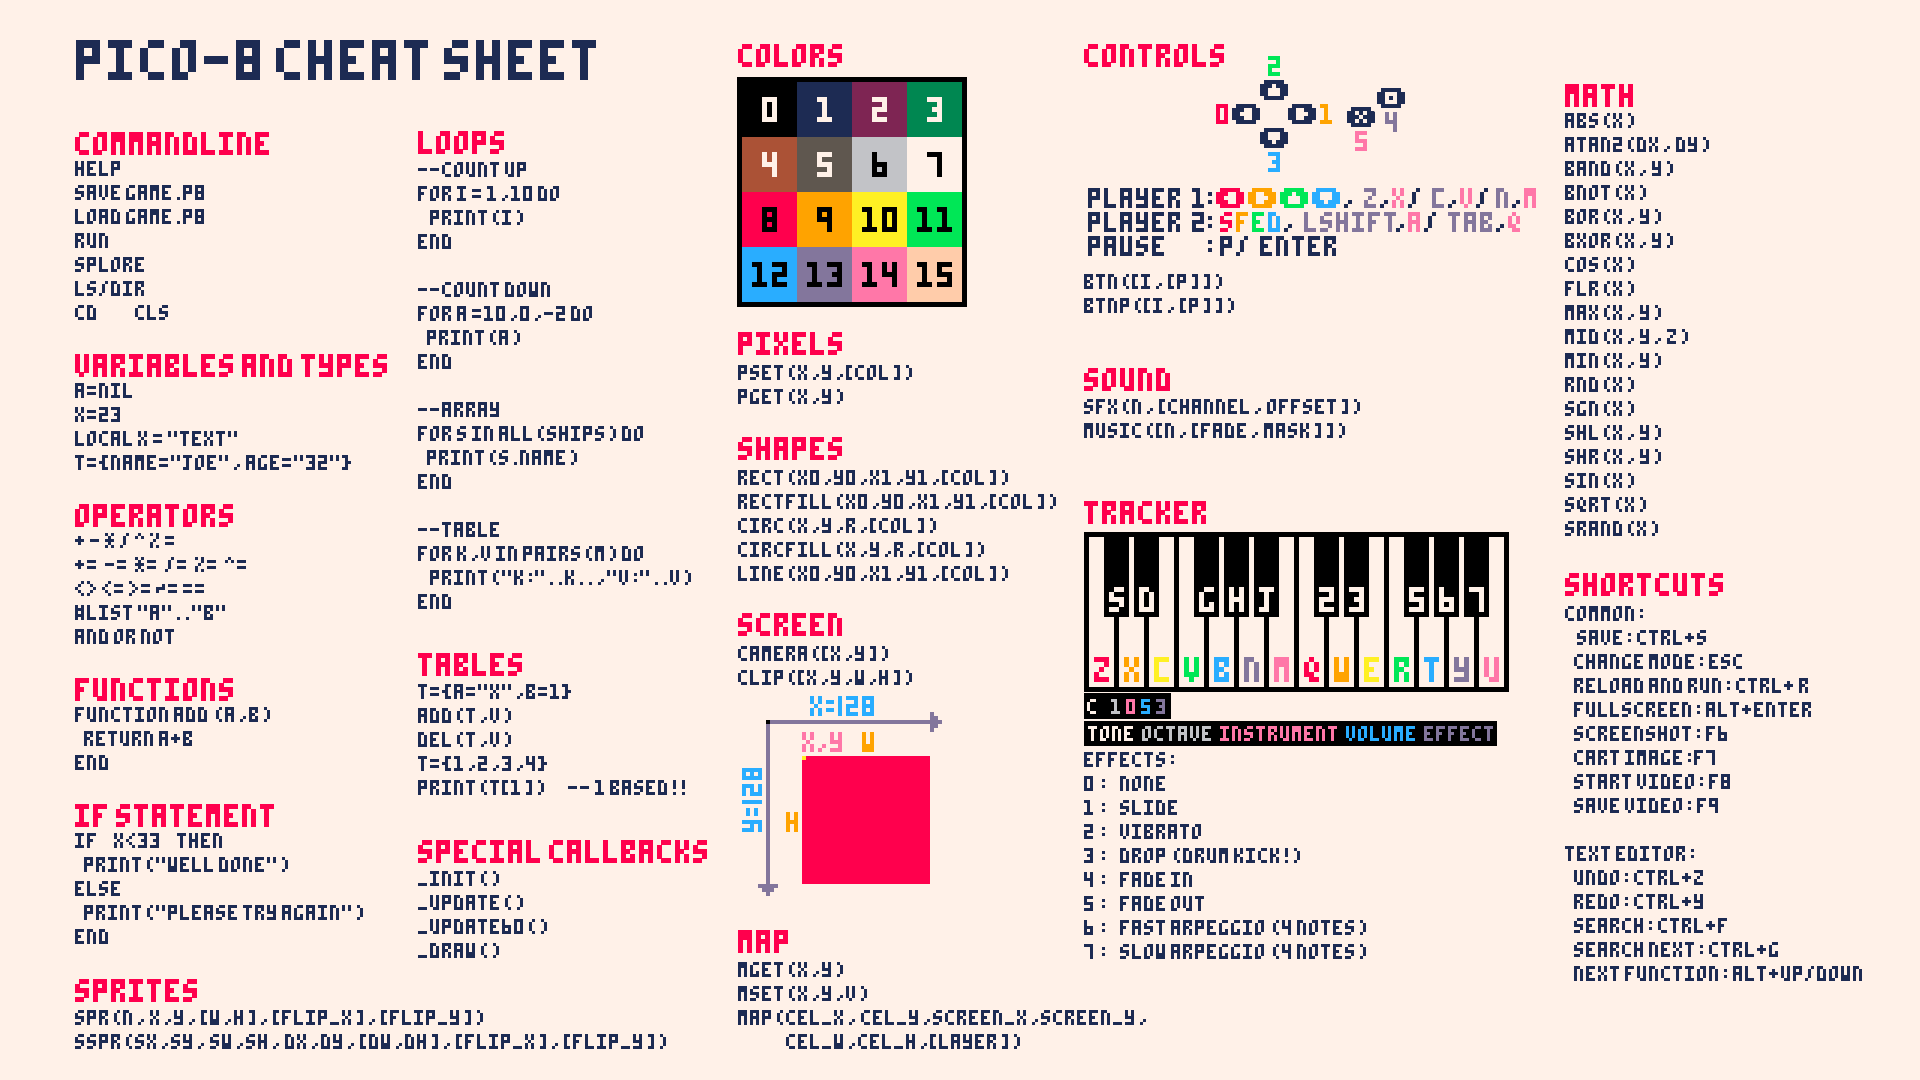 PICO-8 CHEAT SHEET
COMMANDLINE
HELP
SAVE GAME.P8
LOAD GAME.P8
RUN
SPLORE
LS/DIR
CD CLS
VARIABLES AND TYPES
A=NIL
X=23
LOCAL X="TEXT"
T={NAME="JOE",AGE="32"}
OPERATORS
+ - * / ^ % =
+= -= *= /= %= ^=
<> <= >= ~= ==
#LIST "A".."B"
AND OR NOT
FUNCTIONS
FUNCTION ADD (A,B)
RETURN A+B
END
IF STATEMENT
IF X<33 THEN
PRINT("WELL DONE")
ELSE
PRINT("PLEASE TRY AGAIN")
END
SPRITES
SPR(N,X,Y,[W,H],[FLIP_X],[FLIP_Y])
SSPR(SX,SY,SW,SH,DX,DY,[DW,DH],[FLIP_X],[FLIP_Y])
LOOPS
--COUNT UP
FOR I=1,10 DO
PRINT(I)
END
--COUNT DOWN
FOR A=10,0,-2 DO
PRINT(A)
END
--ARRAY
FOR S IN ALL(SHIPS) DO
PRINT(S.NAME)
END
--TABLE
FOR K,V IN PAIRS(M) DO
PRINT("K:"..K..,"V:"..V)
END
TABLES
T={A="X",B=1}
ADD(T,V)
DEL(T,V)
T={1,2,3,4}
PRINT(T[1]) --1 BASED!!
SPECIAL CALLBACKS
_INIT()
_UPDATE()
_UPDATE60()
_DRAW()
COLORS
0 1 2 3
4 5 6 7
8 9 10 11
12 13 14 15
PIXELS
PSET(X,Y,[COL])
PGET(X,Y)
SHAPES
RECT(X0,Y0,X1,Y1,[COL])
RECTFILL(X0,Y0,X1,Y1,[COL])
CIRC(X,Y,R,[COL])
CIRCFILL(X,Y,R,[COL])
LINE(X0,Y0,X1,Y1,[COL])
SCREEN
CAMERA([X,Y])
CLIP([X,Y,W,H])
X=128
X,Y W
Y=128
H
MAP
MGET(X,Y)
MSET(X,Y,V)
MAP(CEL_X,CEL_Y,SCREEN_X,SCREEN_Y,
CEL_W,CEL_H,[LAYER])
CONTROLS
2
0 1
4
5
3
PLAYER 1:⬅➡⬆⬇, Z,X/ C,V/ N,M
PLAYER 2:SFED, LSHIFT,A/ TAB,Q
PAUSE :P/ ENTER
BTN([I,[P]])
BTNP([I,[P]])
SOUND
SFX(N,[CHANNEL,OFFSET])
MUSIC([N,[FADE,MASK]])
TRACKER
S D G H J 2 3 5 6 7
Z X C V B N M Q W E R T Y U
C 1053
TONE OCTAVE INSTRUMENT VOLUME EFFECT
EFFECTS:
0: NONE
1: SLIDE
2: VIBRATO
3: DROP (DRUM KICK!)
4: FADE IN
5: FADE OUT
6: FAST ARPEGGIO (4 NOTES)
7: SLOW ARPEGGIO (4 NOTES)
MATH
ABS(X)
ATAN2(DX,DY)
BAND(X,Y)
BNOT(X)
BOR(X,Y)
BXOR(X,Y)
COS(X)
FLR(X)
MAX(X,Y)
MID(X,Y,Z)
MIN(X,Y)
RND(X)
SGN(X)
SHL(X,Y)
SHR(X,Y)
SIN(X)
SQRT(X)
SRAND(X)
SHORTCUTS
COMMON:
SAVE:CTRL+S
CHANGE MODE:ESC
RELOAD AND RUN:CTRL+R
FULLSCREEN:ALT+ENTER
SCREENSHOT:F6
CART IMAGE:F7
START VIDEO:F8
SAVE VIDEO:F9
TEXT EDITOR:
UNDO:CTRL+Z
REDO:CTRL+Y
SEARCH:CTRL+F
SEARCH NEXT:CTRL+G
NEXT FUNCTION:ALT+UP/DOWN